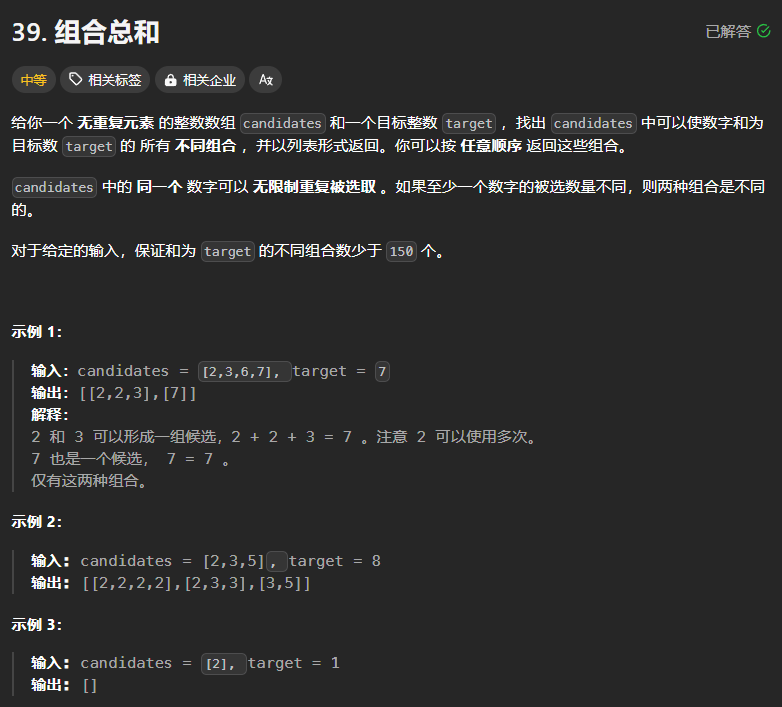 39. 组合总和
已解答
中等
相关标签
相关企业
Ax
给你一个 无重复元素 的整数数组 candidates 和一个目标整数 target ，找出 candidates 中可以使数字和为
目标数 target 的 所有 不同组合 ，并以列表形式返回。你可以按 任意顺序 返回这些组合。
candidates 中的 同一个 数字可以 无限制重复被选取 。如果至少一个数字的被选数量不同，则两种组合是不同
的。
对于给定的输入，保证和为 target 的不同组合数少于 150 个。
示例 1：
输入：candidates = [2,3,6,7], target = 7
输出：[[2,2,3],[7]]
解释：
2 和 3 可以形成一组候选，2 + 2 + 3 = 7 。注意 2 可以使用多次。
7 也是一个候选， 7 = 7 。
仅有这两种组合。
示例 2：
输入: candidates = [2,3,5], target = 8
输出: [[2,2,2,2],[2,3,3],[3,5]]
示例 3：
输入: candidates = [2], target = 1
输出: []